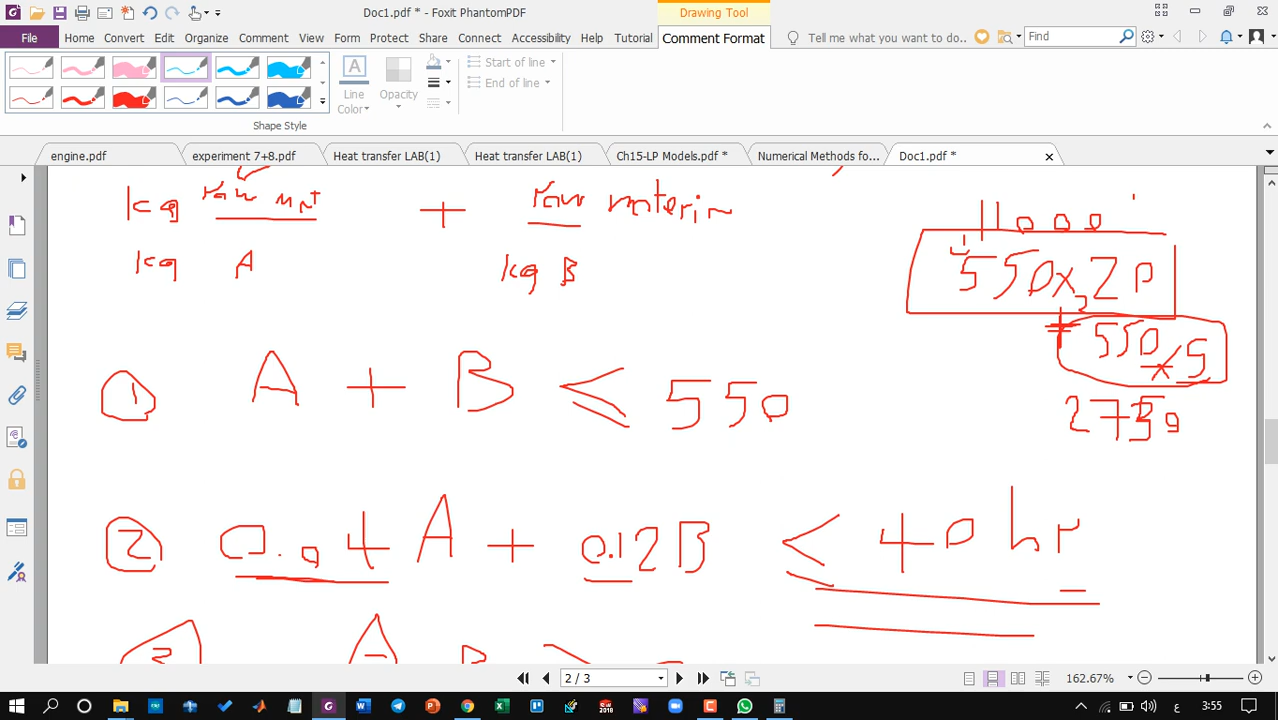 Doc1.pdf * - Foxit PhantomPDF
Drawing Tool
File Home Convert Edit Organize Comment View Form Protect Share Connect Accessibility Help Tutorial Comment Format Tell me what you want to do.. Find
Line Color
Opacity
Start of line
End of line
Shape Style
engine.pdf experiment 7+8.pdf Heat transfer LAB(1) Heat transfer LAB(1) Ch15-LP Models.pdf * Numerical Methods fo... Doc1.pdf *
kg raw mat + raw
kg A kg B
11000
550x20
+
550
x 5
2750
1 A + B ≤ 550
2 0.04 A + 0.12 B ≤ 40 hr
3 A B
2 / 3
162.67%
3:55